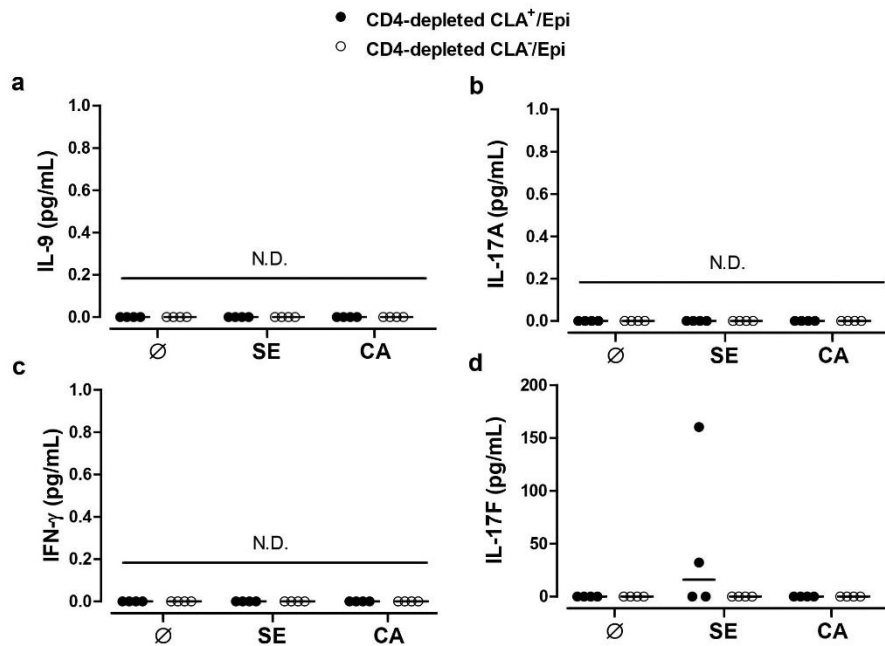 CD4-depleted CLA⁺/Epi
CD4-depleted CLA⁻/Epi
a
IL-9 (pg/mL)
1.0
0.8
0.6
0.4
0.2
0.0
N.D.
∅ SE CA
b
IL-17A (pg/mL)
1.0
0.8
0.6
0.4
0.2
0.0
N.D.
∅ SE CA
c
IFN-γ (pg/mL)
1.0
0.8
0.6
0.4
0.2
0.0
N.D.
∅ SE CA
d
IL-17F (pg/mL)
200
150
100
50
0
∅ SE CA